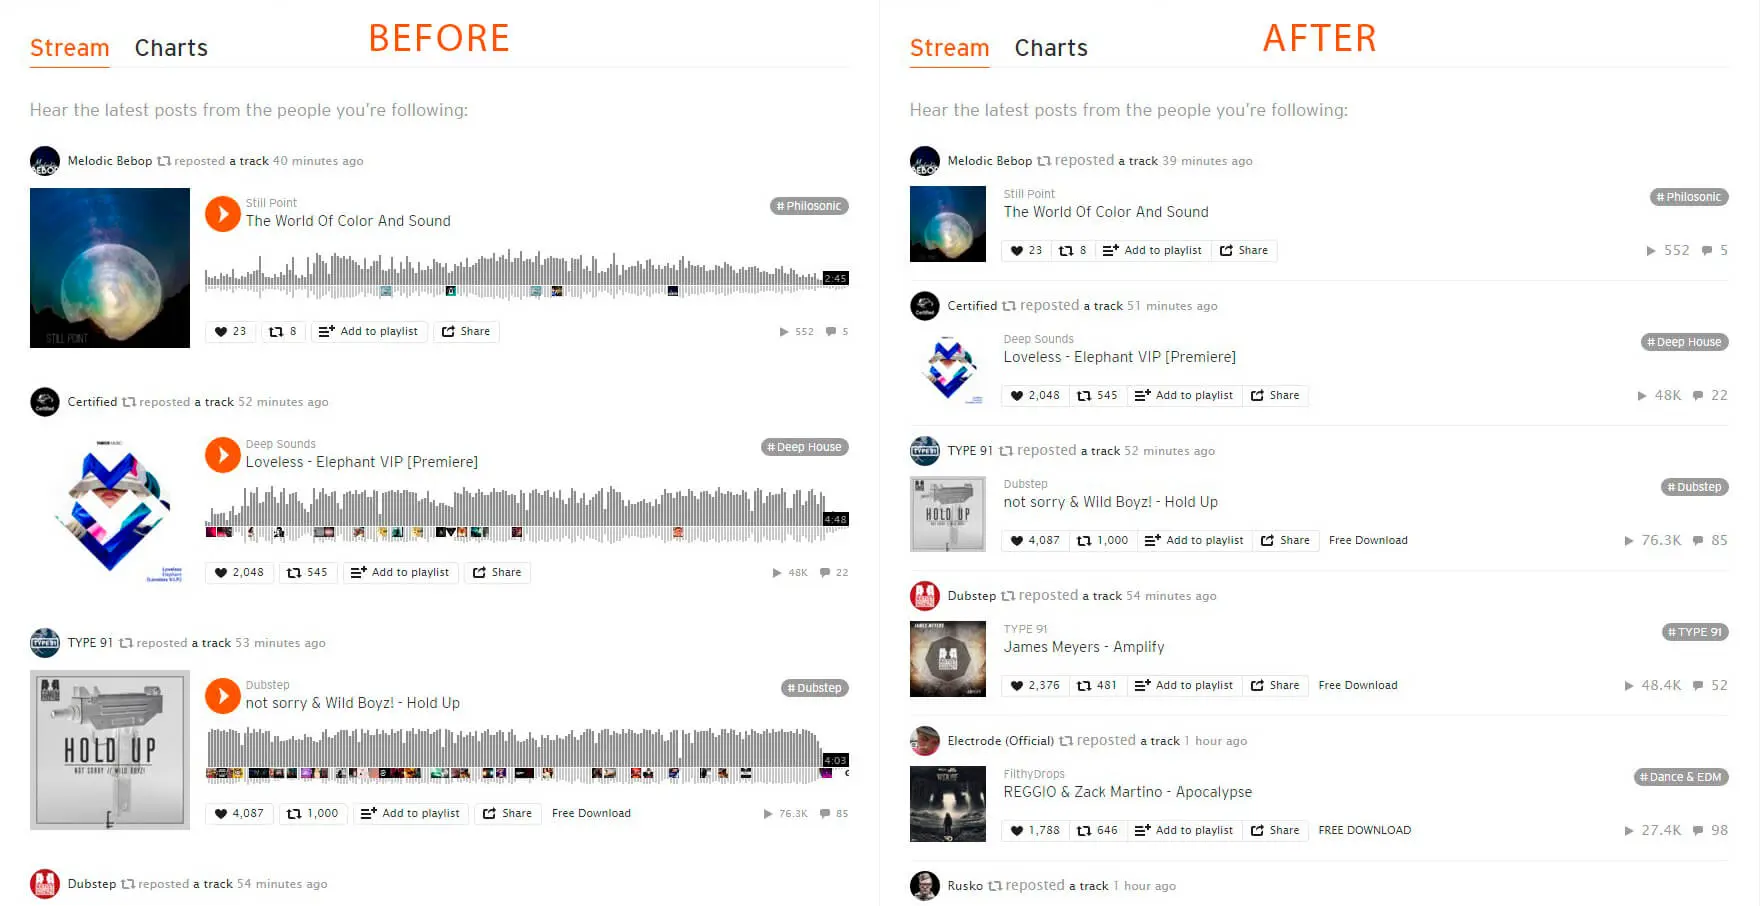 BEFORE
Stream Charts
Hear the latest posts from the people you're following:
Melodic Bebop reposted a track 40 minutes ago
Still Point
# Philosonic
The World Of Color And Sound
2:45
STILL POINT
23 8 Add to playlist Share 552 5
Certified reposted a track 52 minutes ago
Deep Sounds
# Deep House
Loveless - Elephant VIP [Premiere]
4:48
Loveless
Elephant
2,048 545 Add to playlist Share 48K 22
TYPE 91 reposted a track 53 minutes ago
Dubstep
# Dubstep
not sorry & Wild Boyz! - Hold Up
HOLD UP
NOT SORRY // WILD BOYZ!
4:03
4,087 1,000 Add to playlist Share Free Download 76.3K 85
Dubstep reposted a track 54 minutes ago
AFTER
Stream Charts
Hear the latest posts from the people you're following:
Melodic Bebop reposted a track 39 minutes ago
Still Point
# Philosonic
The World Of Color And Sound
23 8 Add to playlist Share 552 5
Certified reposted a track 51 minutes ago
Deep Sounds
# Deep House
Loveless - Elephant VIP [Premiere]
2,048 545 Add to playlist Share 48K 22
TYPE 91 reposted a track 52 minutes ago
Dubstep
# Dubstep
not sorry & Wild Boyz! - Hold Up
HOLD UP
4,087 1,000 Add to playlist Share Free Download 76.3K 85
Dubstep reposted a track 54 minutes ago
TYPE 91
# TYPE 91
James Meyers - Amplify
JAMES MEYERS
2,376 481 Add to playlist Share Free Download 48.4K 52
Electrode (Official) reposted a track 1 hour ago
FilthyDrops
# Dance & EDM
REGGIO & Zack Martino - Apocalypse
1,788 646 Add to playlist Share FREE DOWNLOAD 27.4K 98
Rusko reposted a track 1 hour ago